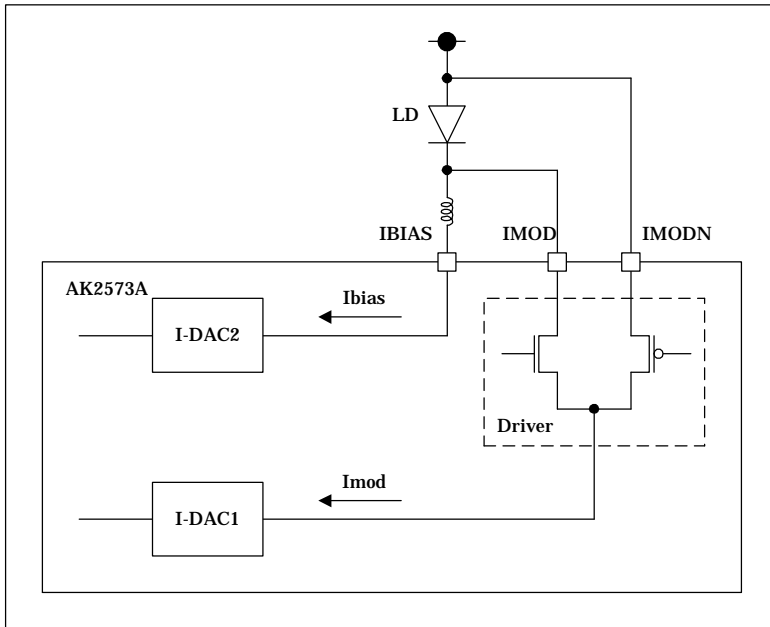 LD
IBIAS
IMOD
IMODN
AK2573A
Ibias
I-DAC2
Driver
Imod
I-DAC1